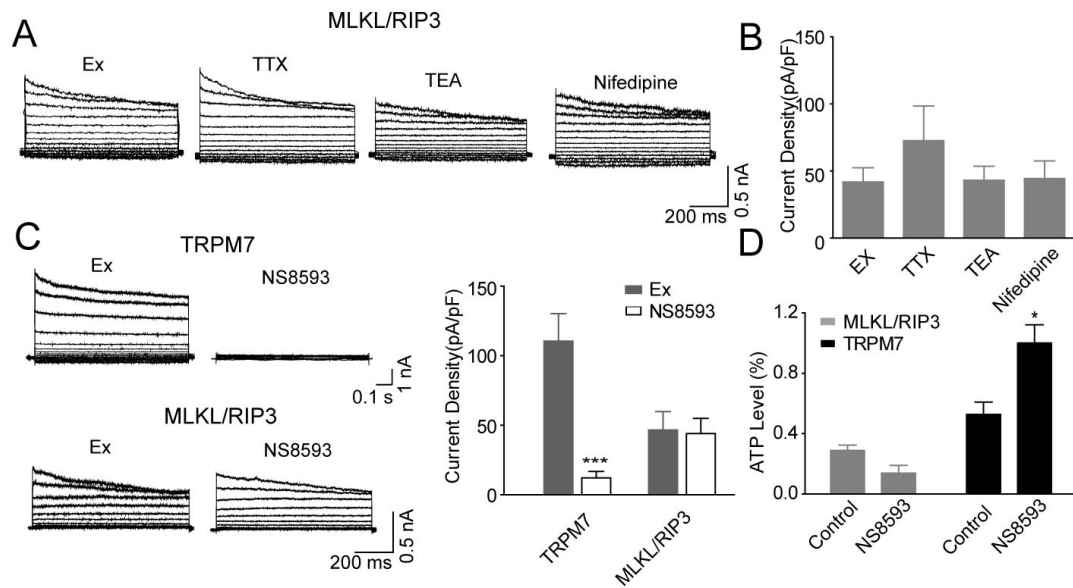 A
MLKL/RIP3
Ex
TTX
TEA
Nifedipine
200 ms
0.5 nA
B
Current Density(pA/pF)
150
100
50
0
EX
TTX
TEA
Nifedipine
C
TRPM7
Ex
NS8593
0.1 s
1 nA
MLKL/RIP3
Ex
NS8593
200 ms
0.5 nA
Ex
NS8593
Current Density(pA/pF)
150
100
50
0
***
TRPM7
MLKL/RIP3
D
MLKL/RIP3
TRPM7
ATP Level (%)
1.2
0.8
0.4
0.0
*
Control
NS8593
Control
NS8593